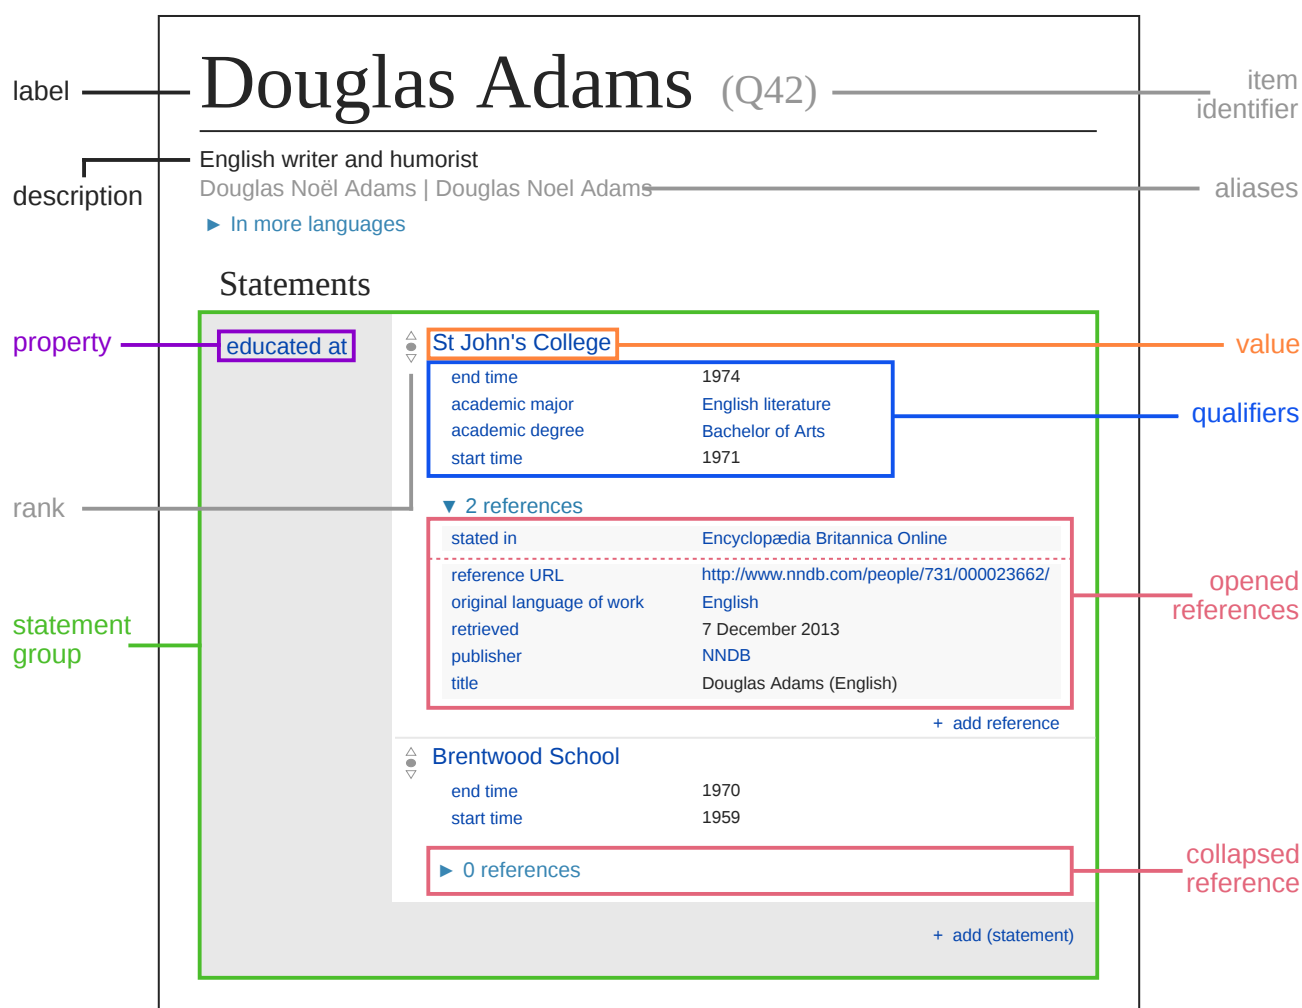 label
Douglas Adams (Q42)
item
identifier
description
English writer and humorist
Douglas Noël Adams | Douglas Noel Adams
aliases
► In more languages
Statements
property
educated at
St John's College
value
end time 1974
academic major English literature
academic degree Bachelor of Arts
start time 1971
qualifiers
rank
▼ 2 references
stated in Encyclopædia Britannica Online
reference URL http://www.nndb.com/people/731/000023662/
original language of work English
retrieved 7 December 2013
publisher NNDB
title Douglas Adams (English)
opened
references
statement
group
+ add reference
Brentwood School
end time 1970
start time 1959
► 0 references
collapsed
reference
+ add (statement)